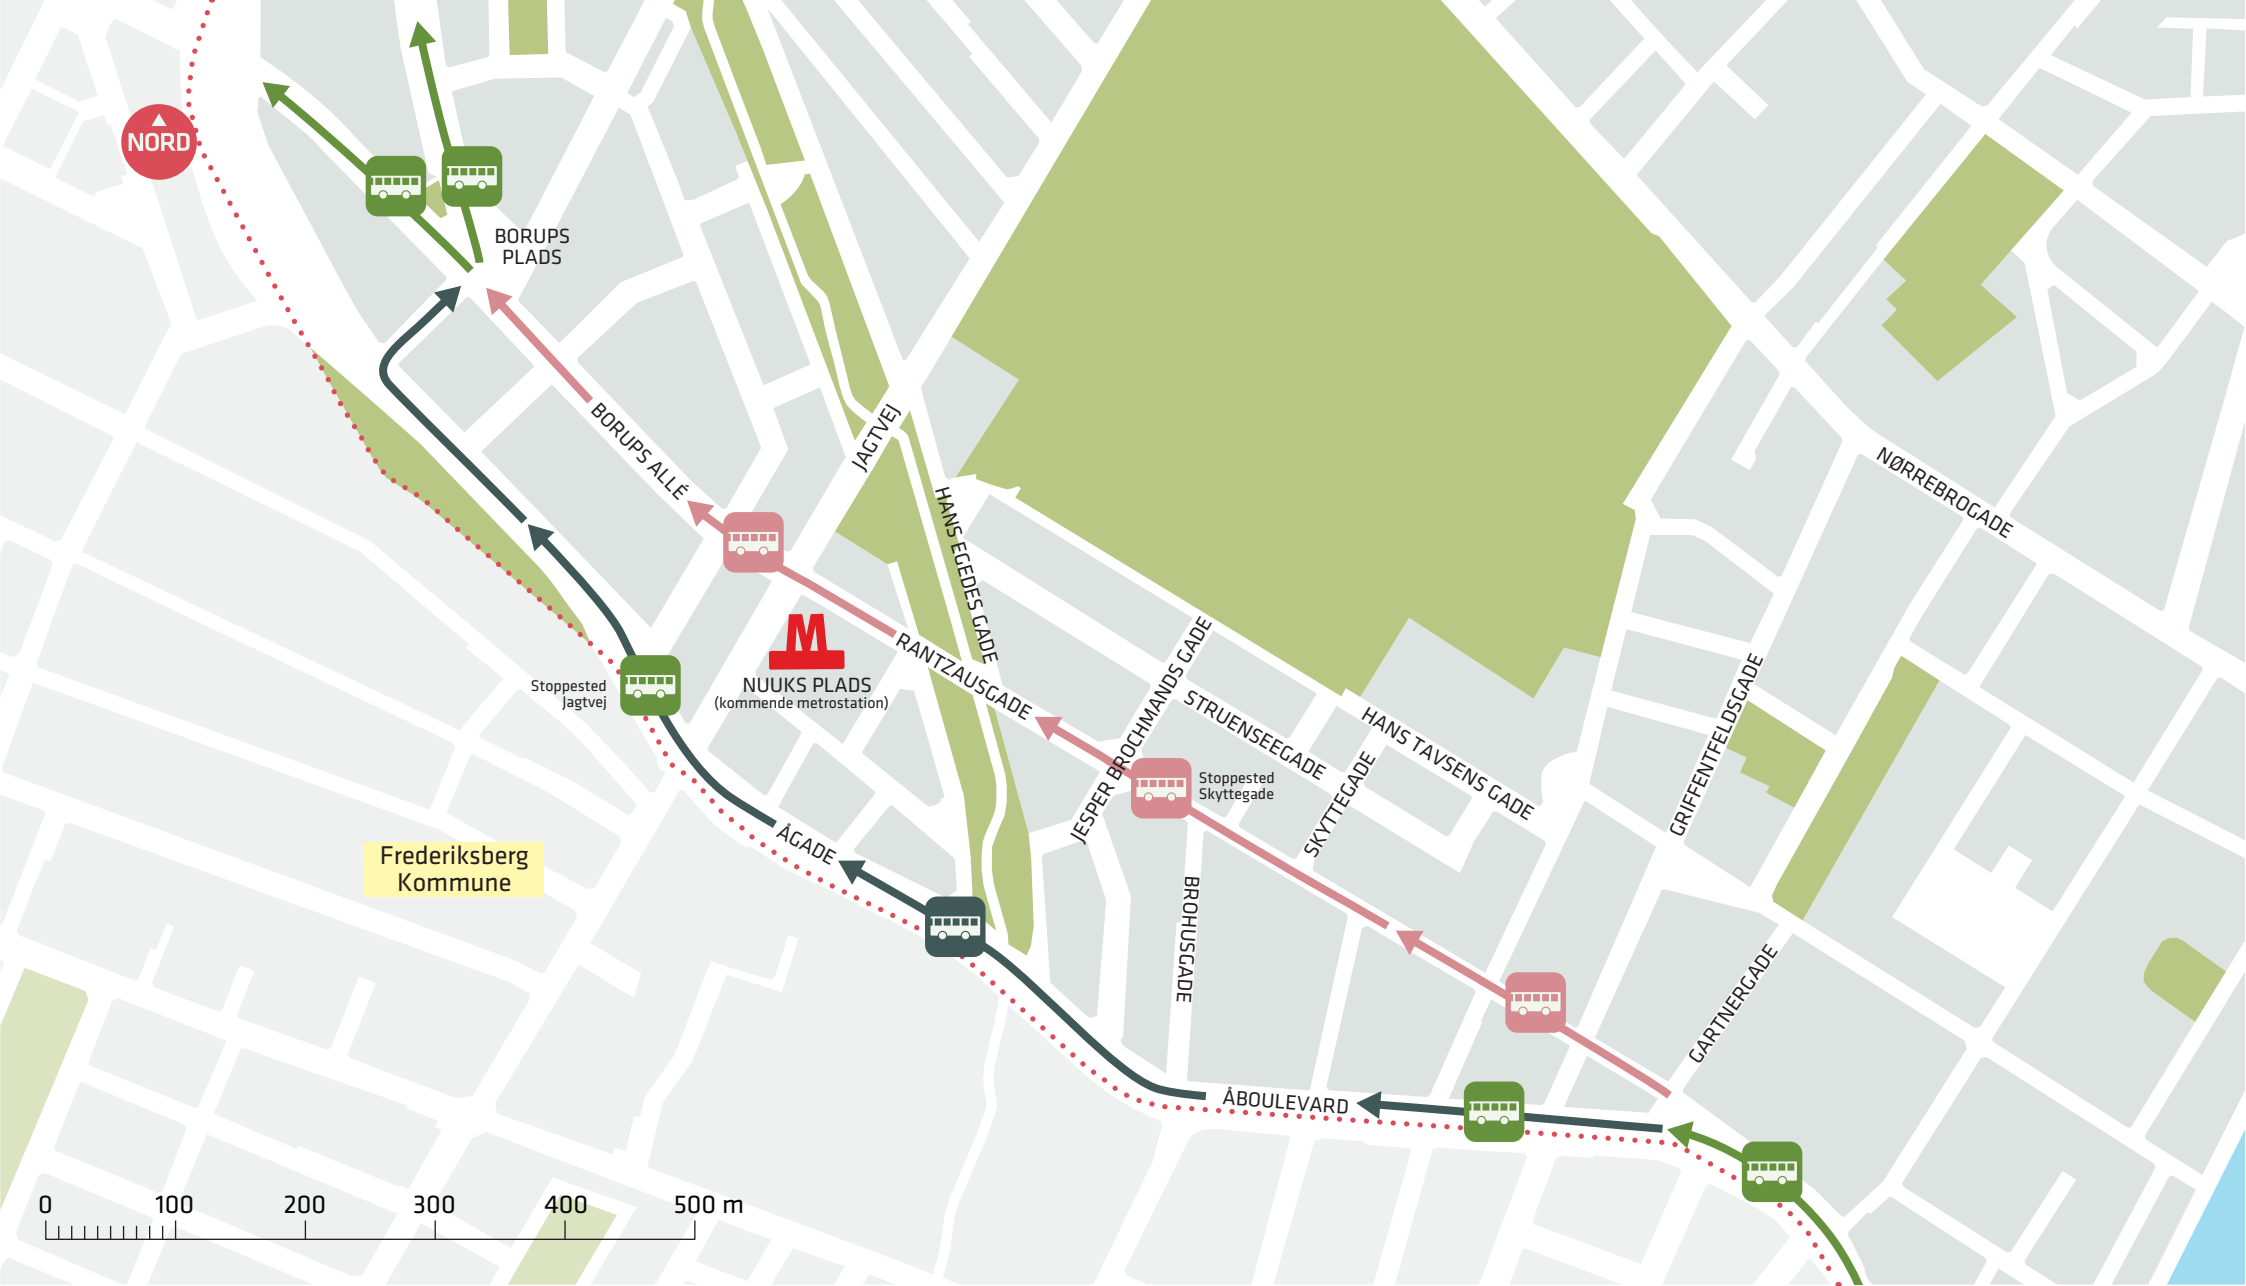 NORD
BORUPS
PLADS
BORUPS ALLÉ
JAGTVEJ
HANS EGEDES GADE
NØRREBROGADE
M
NUUKS PLADS
(kommende metrostation)
RANTZAUSGADE
Stoppested
Jagtvej
JESPER BROCHMANDS GADE
STRUENSEEGADE
HANS TAVSENS GADE
GRIFFENTFELDSGADE
Stoppested
Skyttegade
SKYTTEGADE
ÅGADE
Frederiksberg
Kommune
BROHUSGADE
GARTNERGADE
ÅBOULEVARD
0 100 200 300 400 500 m